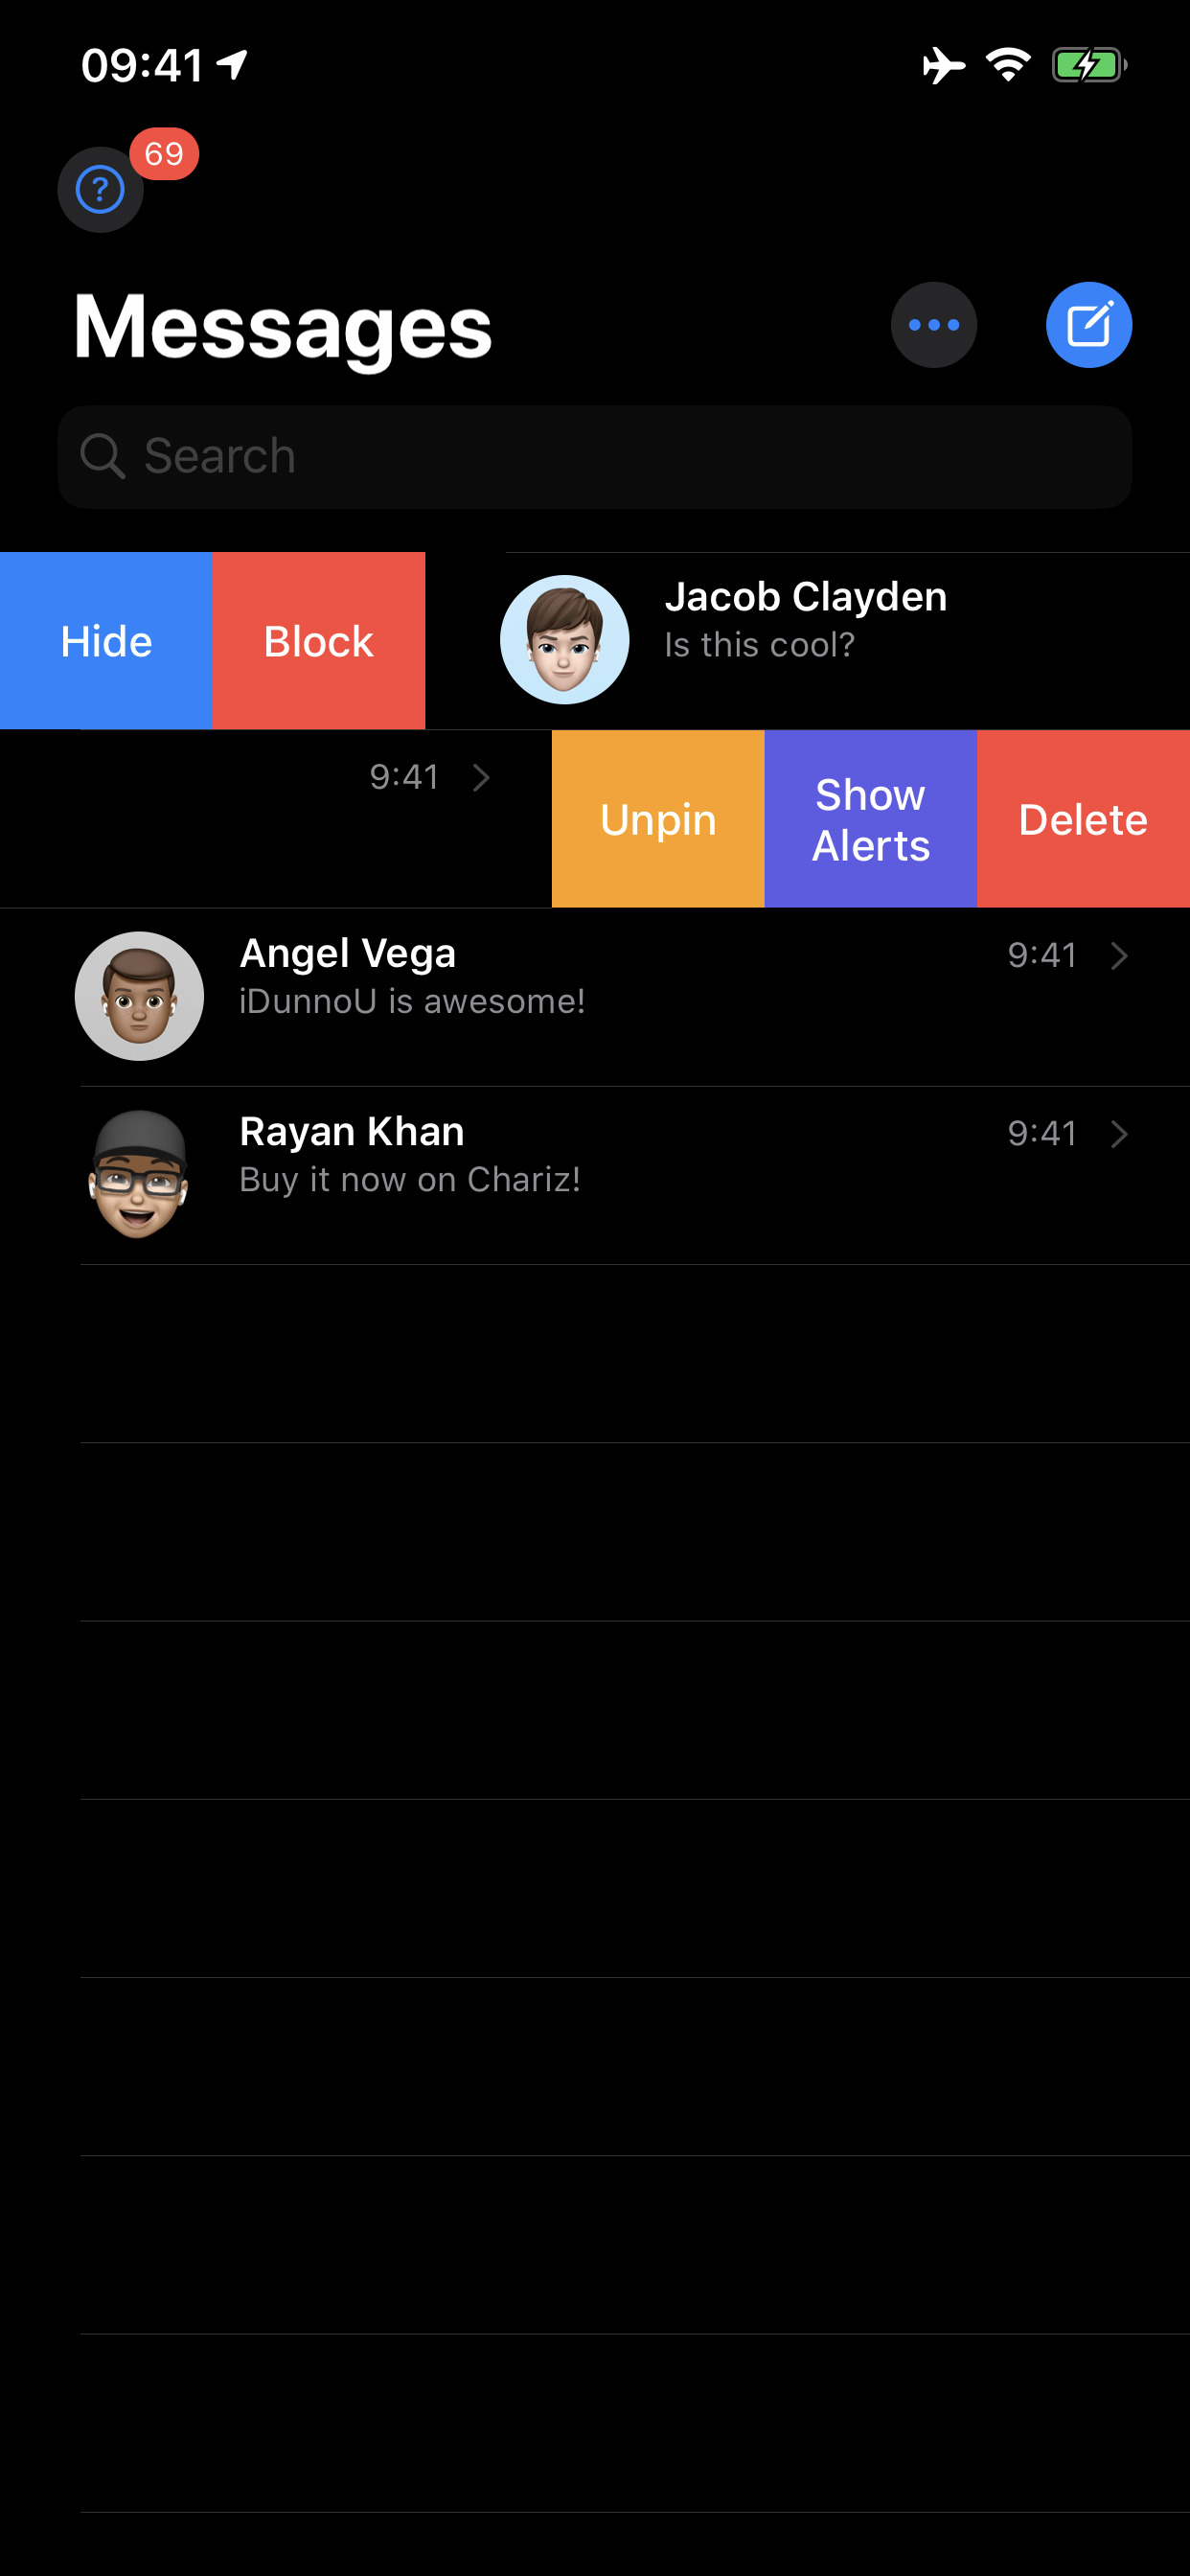 09:41
69
?
Messages
Search
Hide
Block
Jacob Clayden
Is this cool?
9:41
Unpin
Show
Alerts
Delete
Angel Vega
9:41
iDunnoU is awesome!
Rayan Khan
9:41
Buy it now on Chariz!